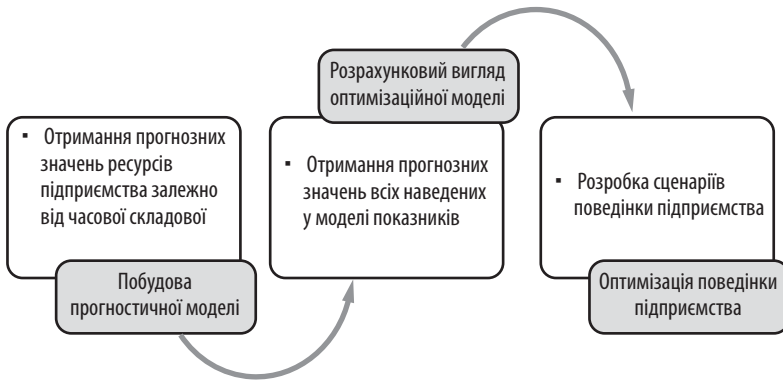 ▪ Отримання прогнозних
значень ресурсів
підприємства залежно
від часової складової
Побудова
прогностичної моделі
Розрахунковий вигляд
оптимізаційної моделі
▪ Отримання прогнозних
значень всіх наведених
у моделі показників
▪ Розробка сценаріїв
поведінки підприємства
Оптимізація поведінки
підприємства